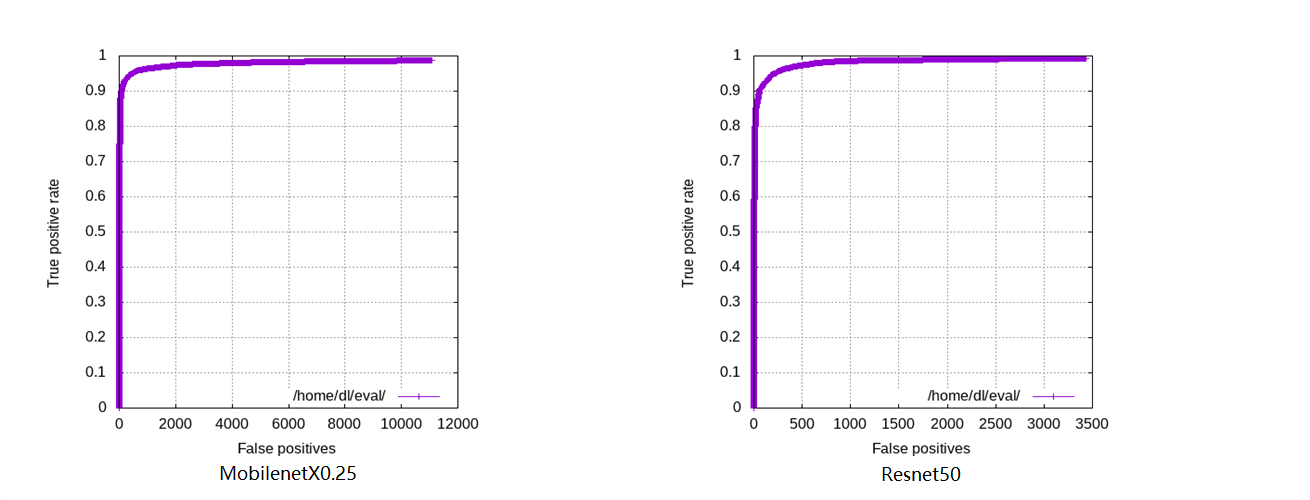 1
0.9
0.8
0.7
0.6
0.5
0.4
0.3
0.2
0.1
0
True positive rate
/home/dl/eval/
0 2000 4000 6000 8000 10000 12000
False positives
MobilenetX0.25
1
0.9
0.8
0.7
0.6
0.5
0.4
0.3
0.2
0.1
0
True positive rate
/home/dl/eval/
0 500 1000 1500 2000 2500 3000 3500
False positives
Resnet50